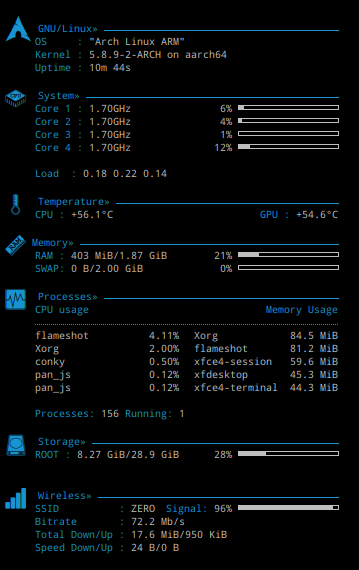 GNU/Linux»
OS : "Arch Linux ARM"
Kernel : 5.8.9-2-ARCH on aarch64
Uptime : 10m 44s
CPU
System»
Core 1 : 1.70GHz 6%
Core 2 : 1.70GHz 4%
Core 3 : 1.70GHz 1%
Core 4 : 1.70GHz 12%
Load : 0.18 0.22 0.14
Temperature»
CPU : +56.1°C GPU : +54.6°C
RAM
Memory»
RAM : 403 MiB/1.87 GiB 21%
SWAP: 0 B/2.00 GiB 0%
Processes»
CPU usage Memory Usage
flameshot 4.11% Xorg 84.5 MiB
Xorg 2.00% flameshot 81.2 MiB
conky 0.50% xfce4-session 59.6 MiB
pan_js 0.12% xfdesktop 45.3 MiB
pan_js 0.12% xfce4-terminal 44.3 MiB
Processes: 156 Running: 1
Storage»
ROOT : 8.27 GiB/28.9 GiB 28%
Wireless»
SSID : ZERO Signal: 96%
Bitrate : 72.2 Mb/s
Total Down/Up : 17.6 MiB/950 KiB
Speed Down/Up : 24 B/0 B